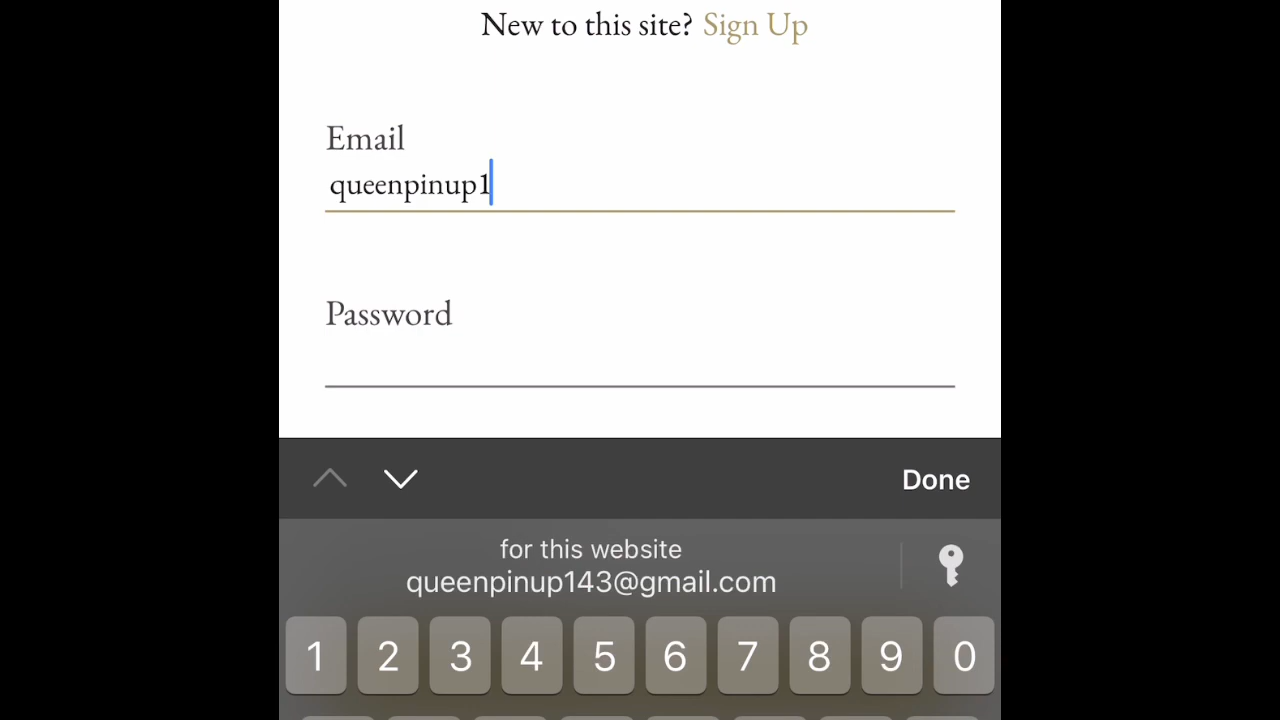 New to this site? Sign Up
Email
queenpinup1
Password
Done
for this website
queenpinup143@gmail.com
1 2 3 4 5 6 7 8 9 0